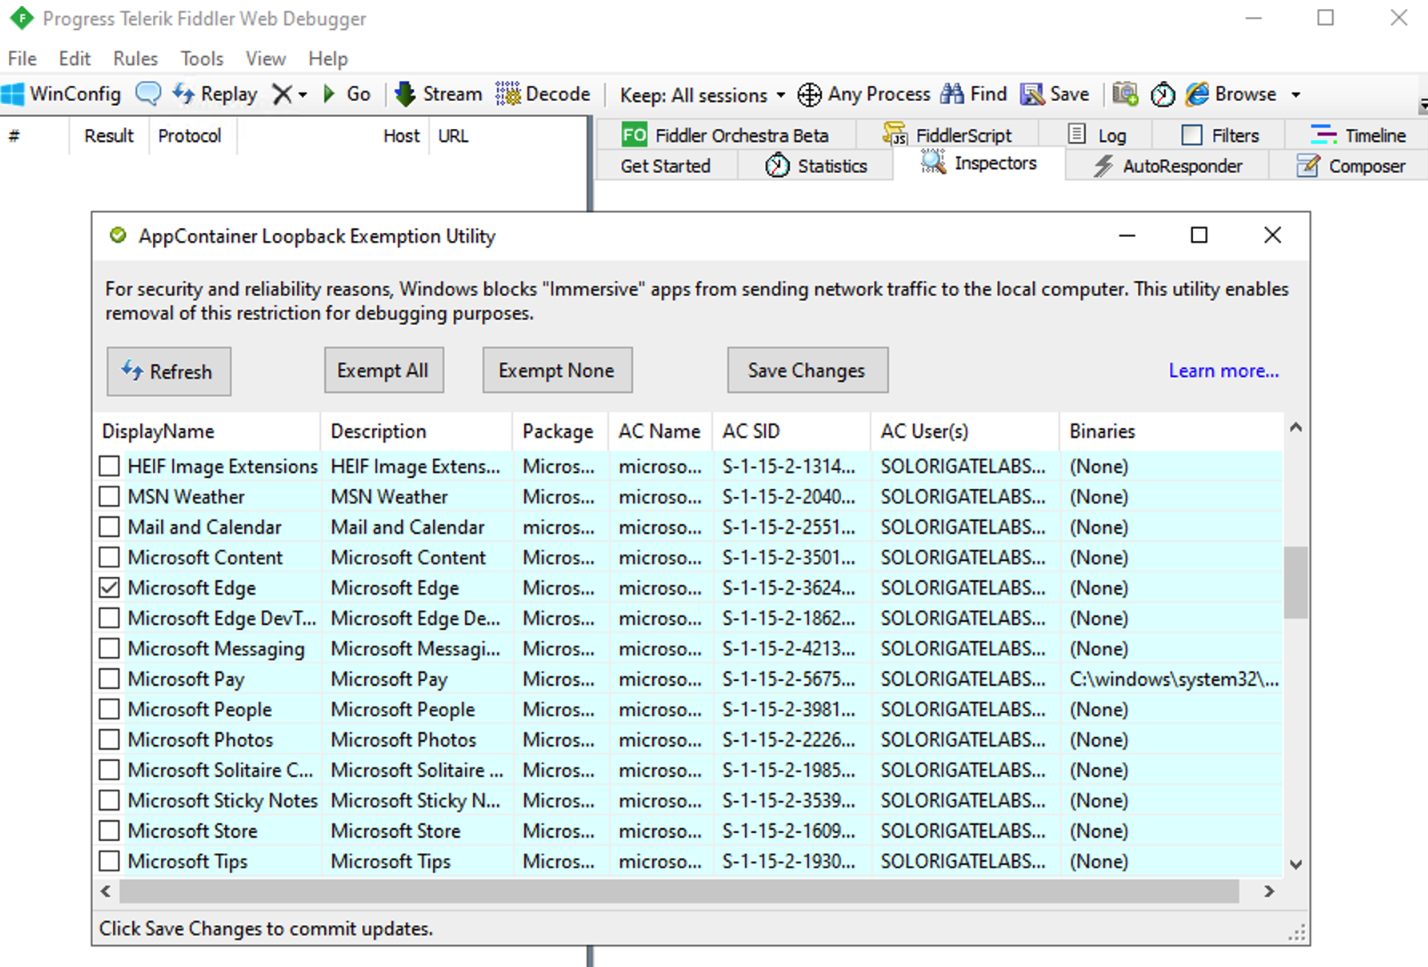 Progress Telerik Fiddler Web Debugger
File Edit Rules Tools View Help
WinConfig Replay Go Stream Decode Keep: All sessions Any Process Find Save Browse
# Result Protocol Host URL
FO Fiddler Orchestra Beta JS FiddlerScript Log Filters Timeline
Get Started Statistics Inspectors AutoResponder Composer
AppContainer Loopback Exemption Utility
For security and reliability reasons, Windows blocks "Immersive" apps from sending network traffic to the local computer. This utility enables
removal of this restriction for debugging purposes.
Refresh Exempt All Exempt None Save Changes Learn more...
DisplayName Description Package AC Name AC SID AC User(s) Binaries
HEIF Image Extensions HEIF Image Extens... Micros... microso... S-1-15-2-1314... SOLORIGATELABS... (None)
MSN Weather MSN Weather Micros... microso... S-1-15-2-2040... SOLORIGATELABS... (None)
Mail and Calendar Mail and Calendar micros... microso... S-1-15-2-2551... SOLORIGATELABS... (None)
Microsoft Content Microsoft Content Micros... microso... S-1-15-2-3501... SOLORIGATELABS... (None)
Microsoft Edge Microsoft Edge Micros... microso... S-1-15-2-3624... SOLORIGATELABS... (None)
Microsoft Edge DevT... Microsoft Edge De... Micros... microso... S-1-15-2-1862... SOLORIGATELABS... (None)
Microsoft Messaging Microsoft Messagi... Micros... microso... S-1-15-2-4213... SOLORIGATELABS... (None)
Microsoft Pay Microsoft Pay Micros... microso... S-1-15-2-5675... SOLORIGATELABS... C:\windows\system32\...
Microsoft People Microsoft People Micros... microso... S-1-15-2-3981... SOLORIGATELABS... (None)
Microsoft Photos Microsoft Photos Micros... microso... S-1-15-2-2226... SOLORIGATELABS... (None)
Microsoft Solitaire C... Microsoft Solitaire ... Micros... microso... S-1-15-2-1985... SOLORIGATELABS... (None)
Microsoft Sticky Notes Microsoft Sticky N... Micros... microso... S-1-15-2-3539... SOLORIGATELABS... (None)
Microsoft Store Microsoft Store Micros... microso... S-1-15-2-1609... SOLORIGATELABS... (None)
Microsoft Tips Microsoft Tips Micros... microso... S-1-15-2-1930... SOLORIGATELABS... (None)
Click Save Changes to commit updates.